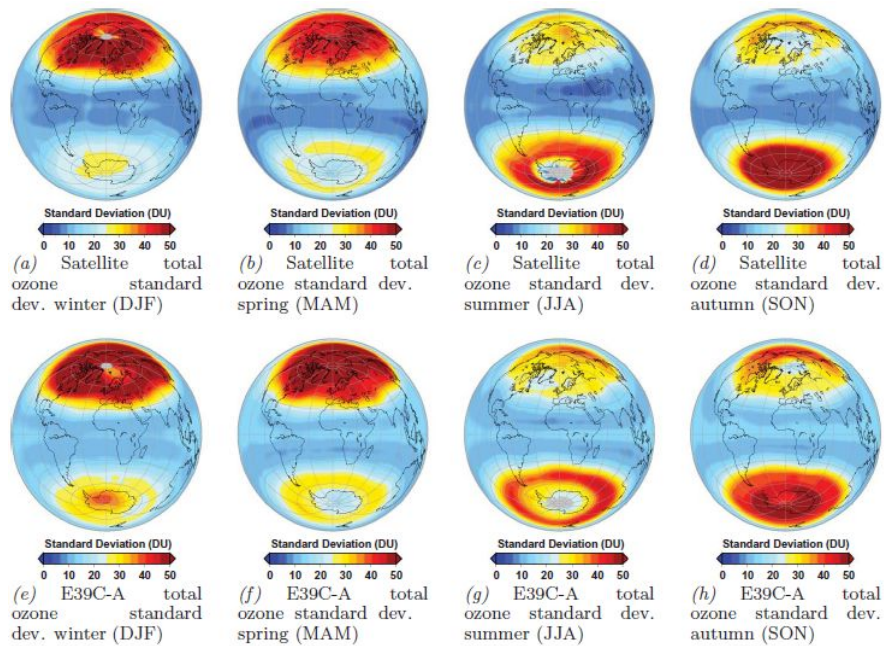 Standard Deviation (DU)
0 10 20 30 40 50
(a) Satellite total
ozone standard
dev. winter (DJF)
Standard Deviation (DU)
0 10 20 30 40 50
(b) Satellite total
ozone standard dev.
spring (MAM)
Standard Deviation (DU)
0 10 20 30 40 50
(c) Satellite total
ozone standard dev.
summer (JJA)
Standard Deviation (DU)
0 10 20 30 40 50
(d) Satellite total
ozone standard dev.
autumn (SON)
Standard Deviation (DU)
0 10 20 30 40 50
(e) E39C-A total
ozone standard
dev. winter (DJF)
Standard Deviation (DU)
0 10 20 30 40 50
(f) E39C-A total
ozone standard dev.
spring (MAM)
Standard Deviation (DU)
0 10 20 30 40 50
(g) E39C-A total
ozone standard dev.
summer (JJA)
Standard Deviation (DU)
0 10 20 30 40 50
(h) E39C-A total
ozone standard dev.
autumn (SON)